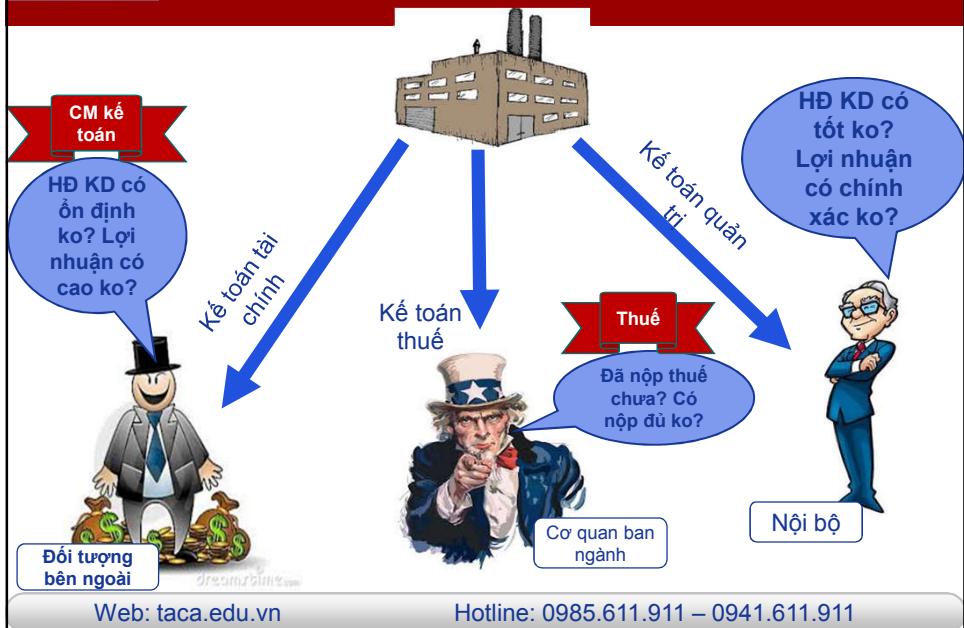 CM kế
toán
HĐ KD có
ổn định
ko? Lợi
nhuận có
cao ko?
Kế toán tài
chính
Kế toán
thuế
Kế toán quản
trị
HĐ KD có
tốt ko?
Lợi nhuận
có chính
xác ko?
Thuế
Đã nộp thuế
chưa? Có
nộp đủ ko?
Đối tượng
bên ngoài
Cơ quan ban
ngành
Nội bộ
dreamstime.com
Web: taca.edu.vn
Hotline: 0985.611.911 – 0941.611.911